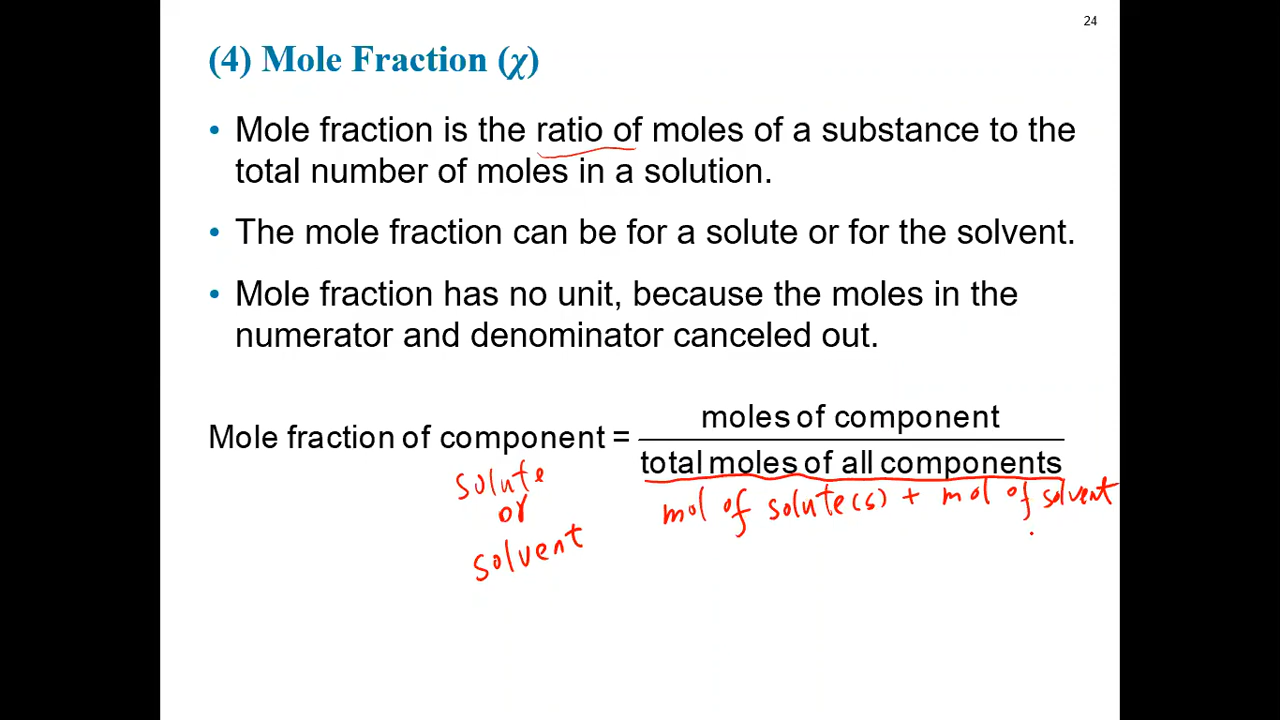 24
(4) Mole Fraction (χ)
• Mole fraction is the ratio of moles of a substance to the
total number of moles in a solution.
• The mole fraction can be for a solute or for the solvent.
• Mole fraction has no unit, because the moles in the
numerator and denominator canceled out.
moles of component
Mole fraction of component =
total moles of all components
solute
or
solvent
mol of solute(s) + mol of solvent